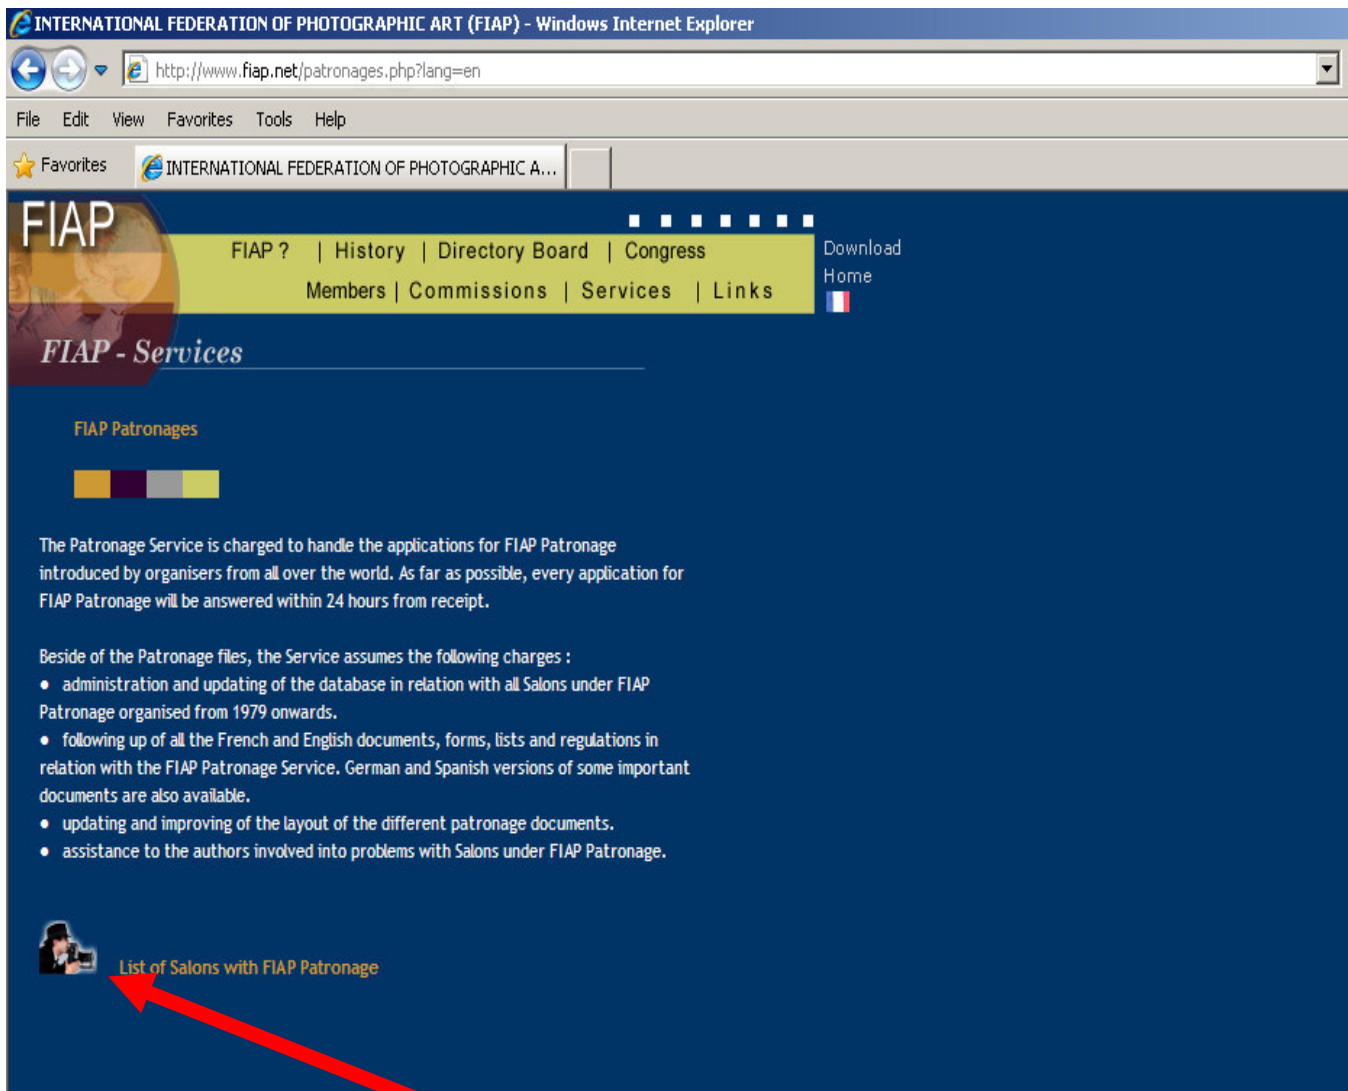 INTERNATIONAL FEDERATION OF PHOTOGRAPHIC ART (FIAP) - Windows Internet Explorer
http://www.fiap.net/patronages.php?lang=en
File Edit View Favorites Tools Help
Favorites INTERNATIONAL FEDERATION OF PHOTOGRAPHIC A...
FIAP
FIAP ? | History | Directory Board | Congress
Members | Commissions | Services | Links
Download
Home
FIAP - Services
FIAP Patronages
The Patronage Service is charged to handle the applications for FIAP Patronage
introduced by organisers from all over the world. As far as possible, every application for
FIAP Patronage will be answered within 24 hours from receipt.
Beside of the Patronage files, the Service assumes the following charges :
• administration and updating of the database in relation with all Salons under FIAP
Patronage organised from 1979 onwards.
• following up of all the French and English documents, forms, lists and regulations in
relation with the FIAP Patronage Service. German and Spanish versions of some important
documents are also available.
• updating and improving of the layout of the different patronage documents.
• assistance to the authors involved into problems with Salons under FIAP Patronage.
List of Salons with FIAP Patronage